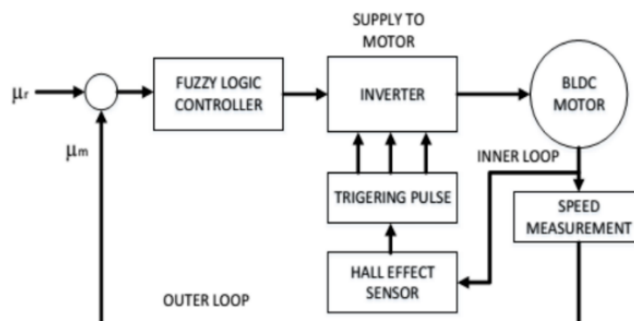 SUPPLY TO
MOTOR
μr
FUZZY LOGIC
CONTROLLER
INVERTER
BLDC
MOTOR
μm
INNER LOOP
TRIGERING PULSE
SPEED
MEASUREMENT
HALL EFFECT
SENSOR
OUTER LOOP